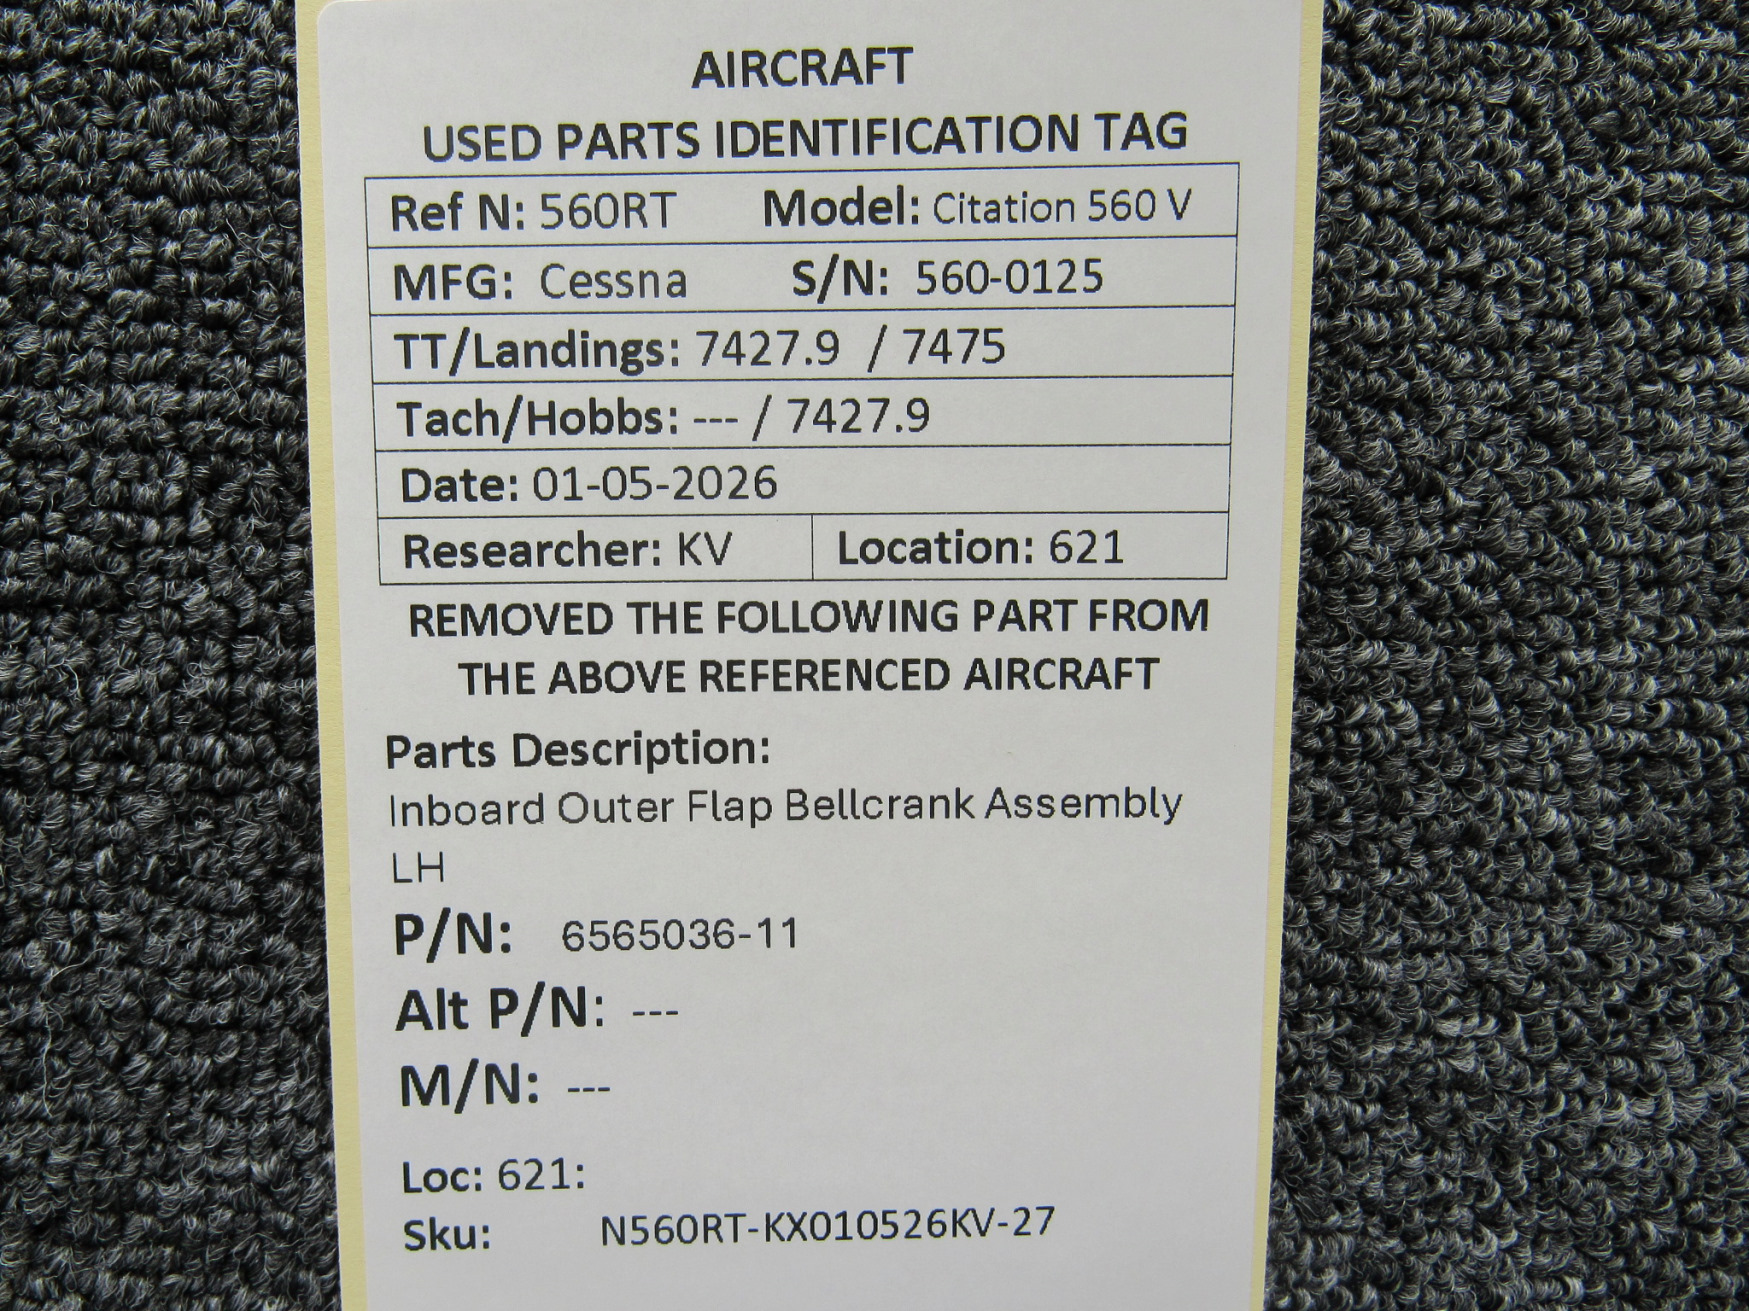 AIRCRAFT
USED PARTS IDENTIFICATION TAG
Ref N: 560RT Model: Citation 560 V
MFG: Cessna S/N: 560-0125
TT/Landings: 7427.9 / 7475
Tach/Hobbs: --- / 7427.9
Date: 01-05-2026
Researcher: KV Location: 621
REMOVED THE FOLLOWING PART FROM
THE ABOVE REFERENCED AIRCRAFT
Parts Description:
Inboard Outer Flap Bellcrank Assembly
LH
P/N: 6565036-11
Alt P/N: ---
M/N: ---
Loc: 621:
Sku: N560RT-KX010526KV-27